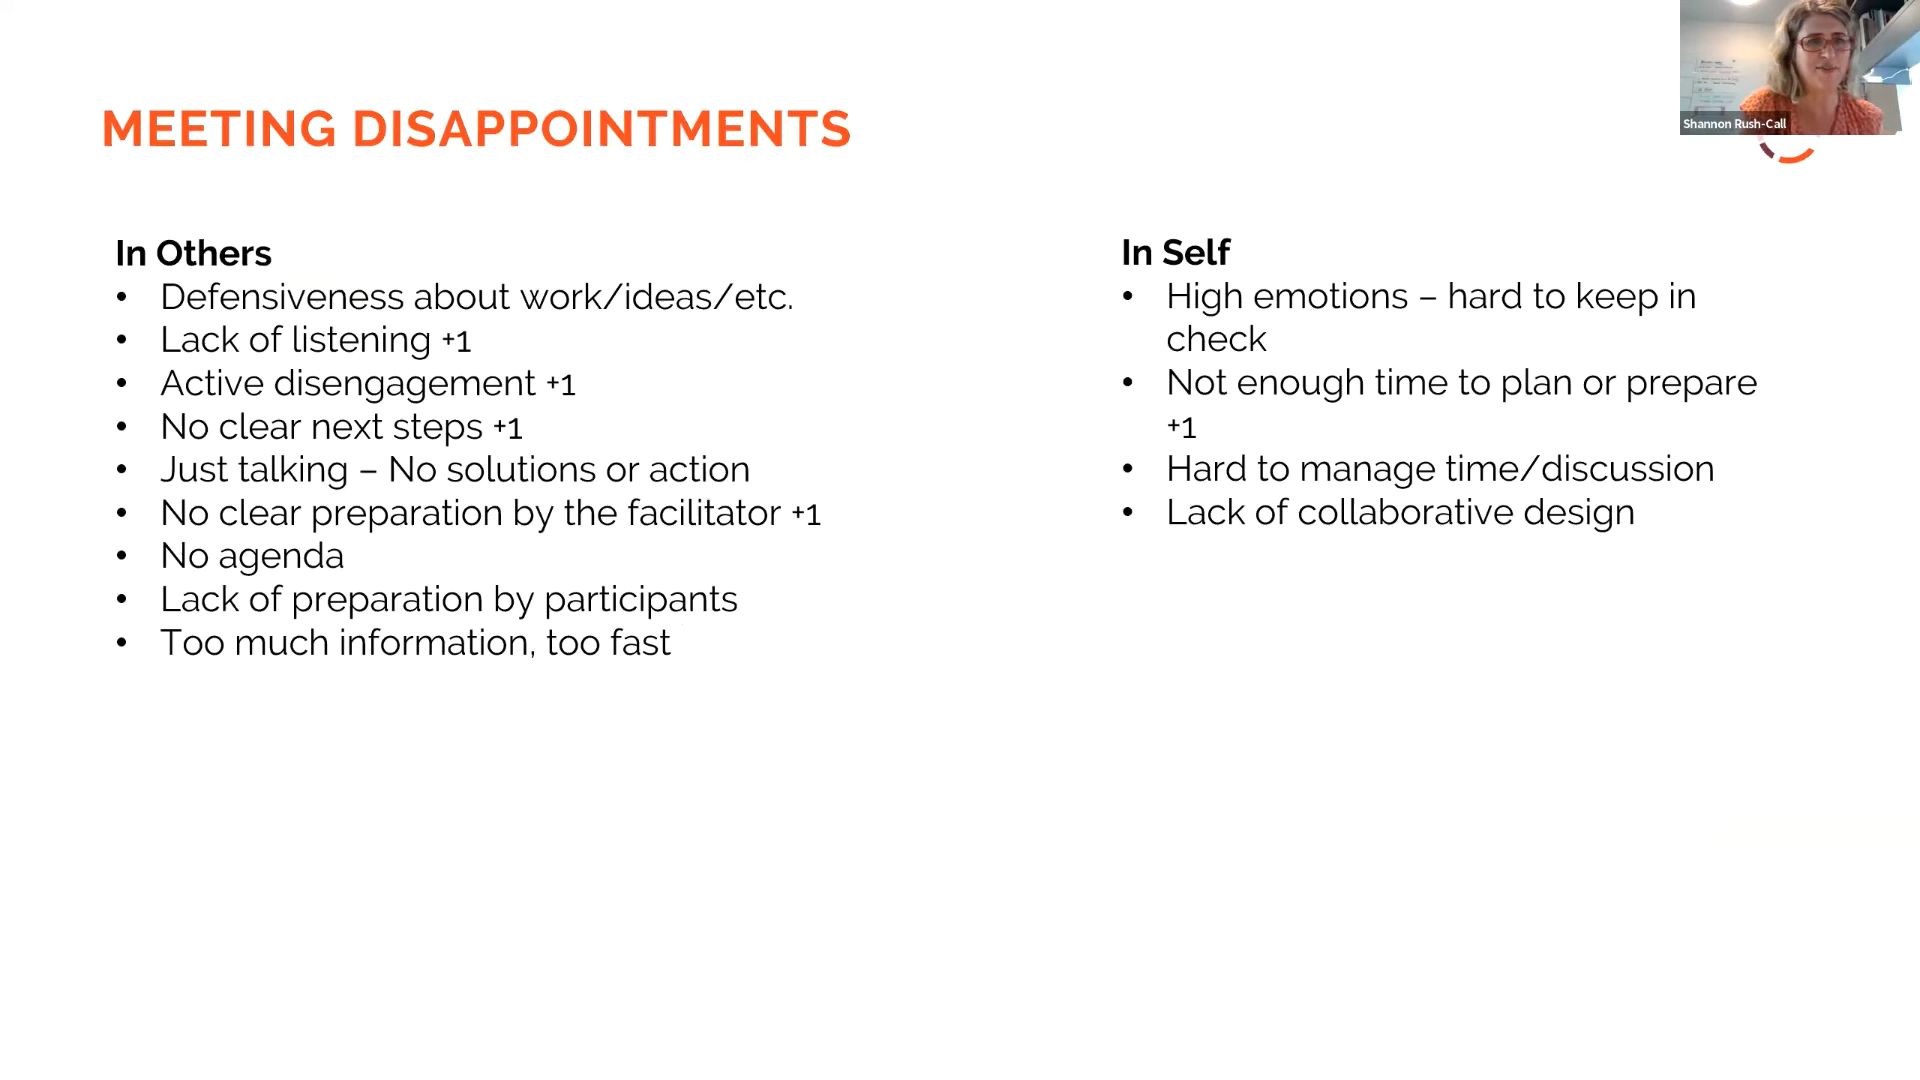 MEETING DISAPPOINTMENTS
Shannon Rush-Call
In Others
• Defensiveness about work/ideas/etc.
• Lack of listening +1
• Active disengagement +1
• No clear next steps +1
• Just talking – No solutions or action
• No clear preparation by the facilitator +1
• No agenda
• Lack of preparation by participants
• Too much information, too fast
In Self
• High emotions – hard to keep in
check
• Not enough time to plan or prepare
+1
• Hard to manage time/discussion
• Lack of collaborative design